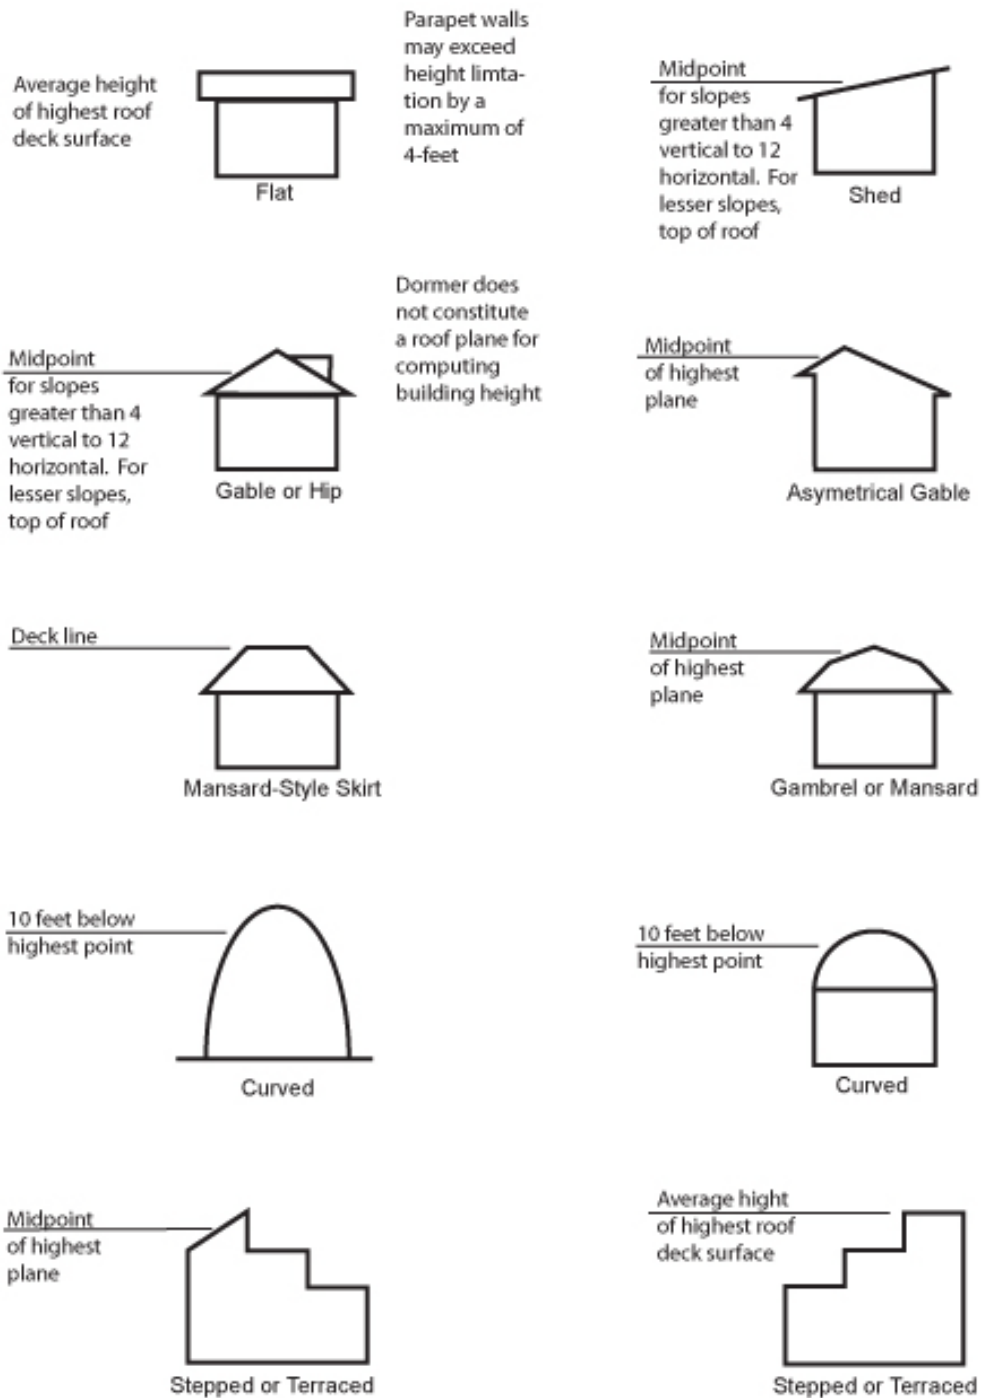 Average height
of highest roof
deck surface
Flat
Parapet walls
may exceed
height limta-
tion by a
maximum of
4-feet
Midpoint
for slopes
greater than 4
vertical to 12
horizontal. For
lesser slopes,
top of roof
Shed
Midpoint
for slopes
greater than 4
vertical to 12
horizontal. For
lesser slopes,
top of roof
Gable or Hip
Dormer does
not constitute
a roof plane for
computing
building height
Midpoint
of highest
plane
Asymetrical Gable
Deck line
Mansard-Style Skirt
Midpoint
of highest
plane
Gambrel or Mansard
10 feet below
highest point
Curved
10 feet below
highest point
Curved
Midpoint
of highest
plane
Stepped or Terraced
Average hight
of highest roof
deck surface
Stepped or Terraced